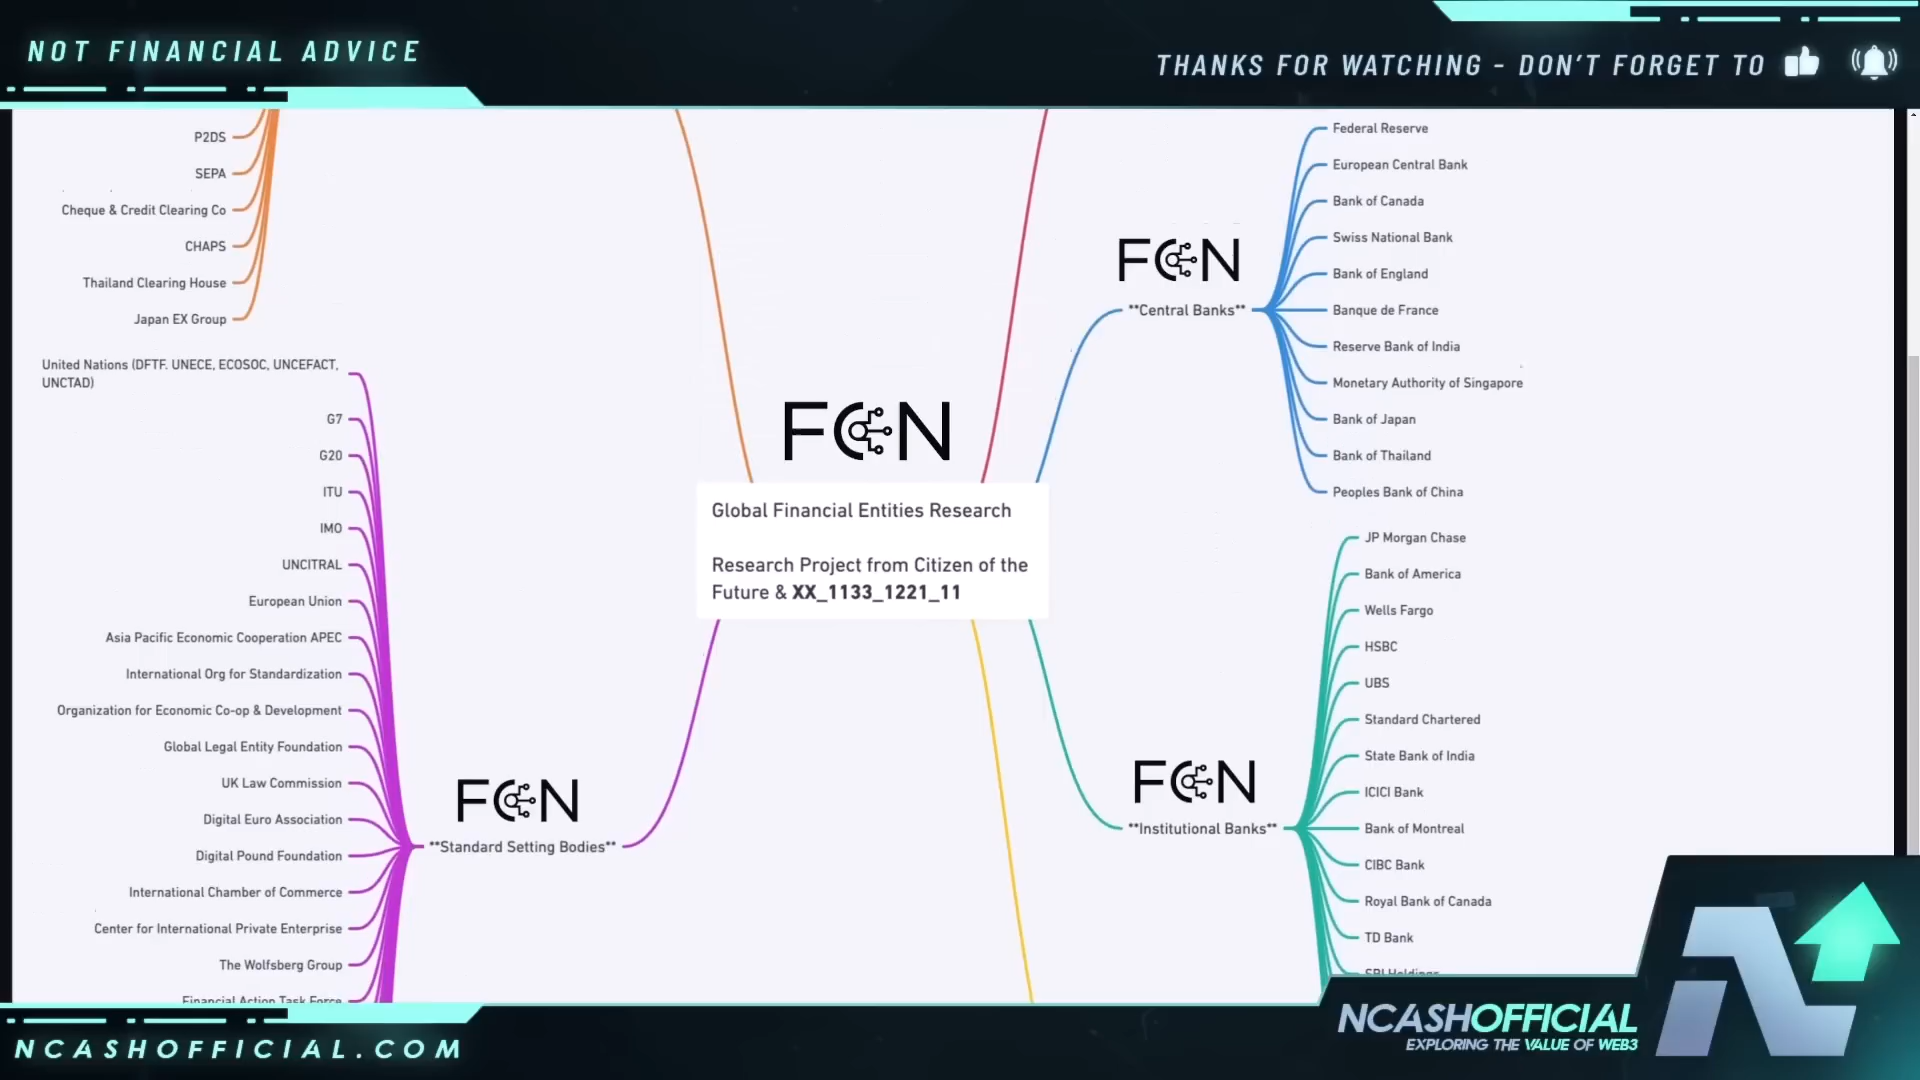 NOT FINANCIAL ADVICE
THANKS FOR WATCHING - DON'T FORGET TO
P2DS
SEPA
Cheque & Credit Clearing Co
CHAPS
Thailand Clearing House
Japan EX Group
United Nations (DFTF. UNECE, ECOSOC, UNCEFACT,
UNCTAD)
G7
G20
ITU
IMO
UNCITRAL
European Union
Asia Pacific Economic Cooperation APEC
International Org for Standardization
Organization for Economic Co-op & Development
Global Legal Entity Foundation
UK Law Commission
Digital Euro Association
Digital Pound Foundation
International Chamber of Commerce
Center for International Private Enterprise
The Wolfsberg Group
Financial Action Task Force
FCN
**Standard Setting Bodies**
FCN
Global Financial Entities Research
Research Project from Citizen of the
Future & XX_1133_1221_11
FCN
**Central Banks**
Federal Reserve
European Central Bank
Bank of Canada
Swiss National Bank
Bank of England
Banque de France
Reserve Bank of India
Monetary Authority of Singapore
Bank of Japan
Bank of Thailand
Peoples Bank of China
FCN
**Institutional Banks**
JP Morgan Chase
Bank of America
Wells Fargo
HSBC
UBS
Standard Chartered
State Bank of India
ICICI Bank
Bank of Montreal
CIBC Bank
Royal Bank of Canada
TD Bank
SBI Holdings
NCASHOFFICIAL.COM
NCASHOFFICIAL
EXPLORING THE VALUE OF WEB3